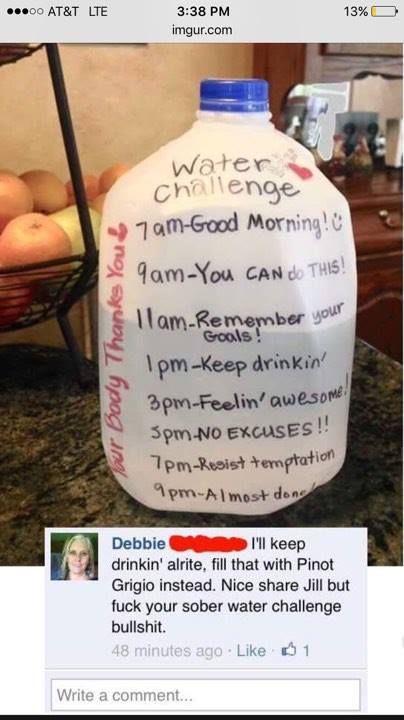 AT&T LTE 3:38 PM 13%
imgur.com
Water
Challenge
7am-Good Morning!
9am-You CAN do THIS!
11am-Remember your
Goals!
1pm-Keep drinkin'
3pm-Feelin' awesome!
5pm-NO EXCUSES!!
7pm-Resist temptation
9pm-Almost done!
Your Body Thanks You
Debbie I'll keep
drinkin' alrite, fill that with Pinot
Grigio instead. Nice share Jill but
fuck your sober water challenge
bullshit.
48 minutes ago · Like · 1
Write a comment...